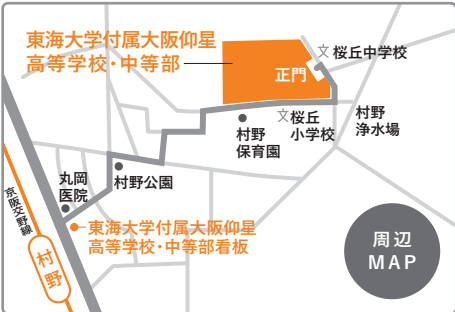 東海大学付属大阪仰星
高等学校・中等部
文桜丘中学校
正門
文桜丘
小学校
村野
浄水場
村野
保育園
村野公園
丸岡
医院
東海大学付属大阪仰星
高等学校・中等部看板
京阪交野線
村野
周辺
MAP